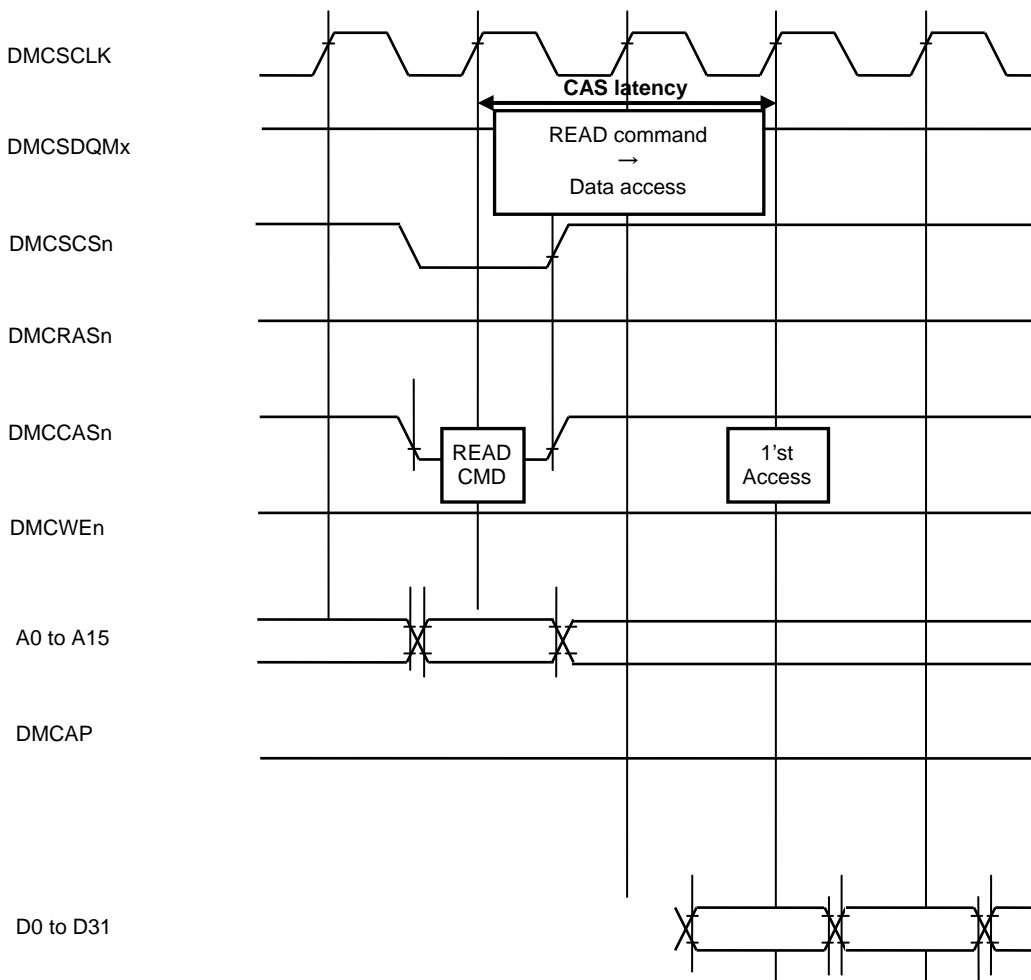 DMCSCLK
CAS latency
DMCSDQMx
READ command
→
Data access
DMCSCSn
DMCRASn
DMCCASn
READ
CMD
1'st
Access
DMCWEn
A0 to A15
DMCAP
D0 to D31